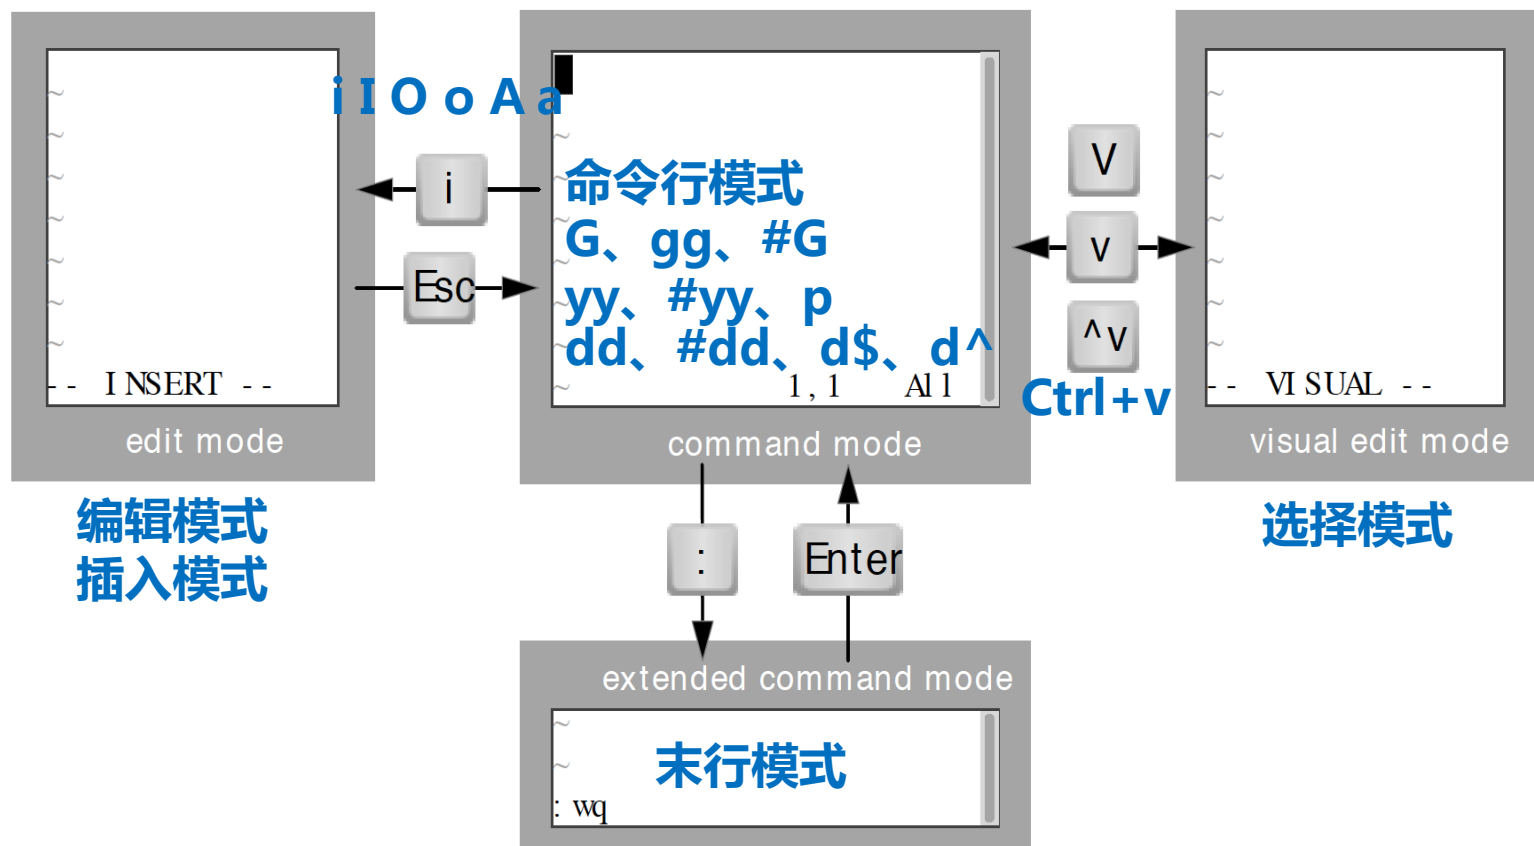 i I O o A a
i
Esc
-- INSERT --
edit mode
编辑模式
插入模式
命令行模式
G、gg、#G
yy、#yy、p
dd、#dd、d$、d^
1,1 All
command mode
V
v
^v
Ctrl+v
-- VISUAL --
visual edit mode
选择模式
:
Enter
extended command mode
末行模式
:wq